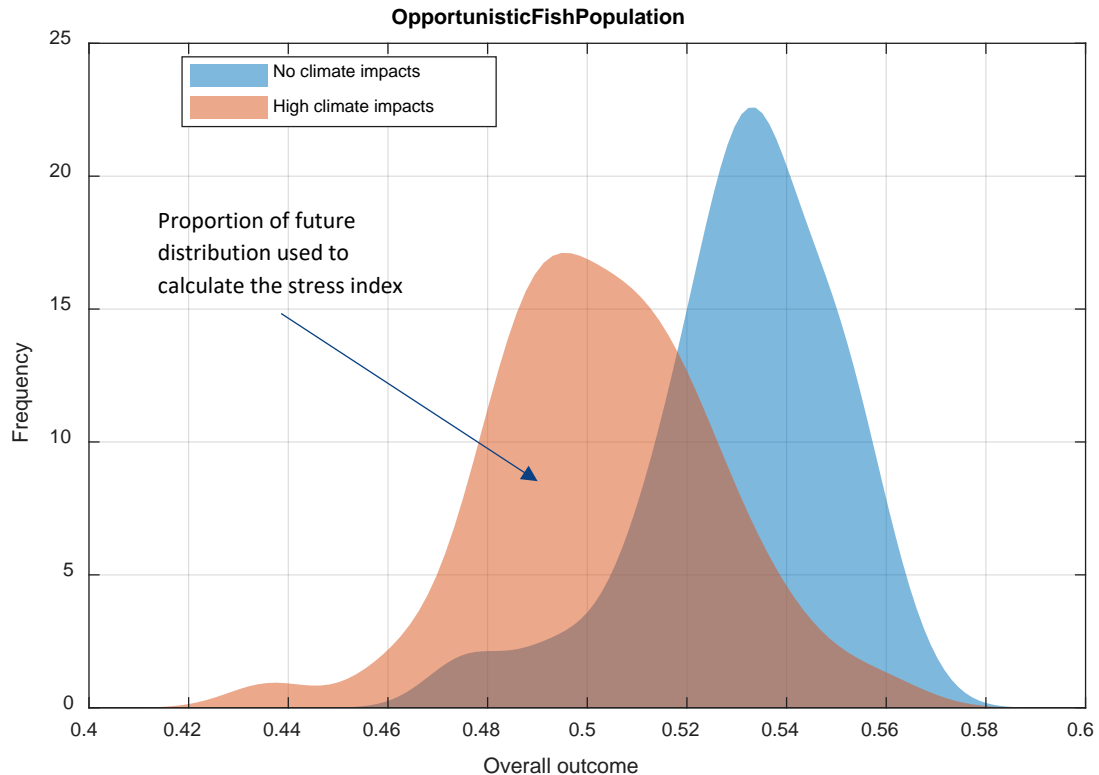 OpportunisticFishPopulation
25
20
15
10
5
0
Frequency
No climate impacts
High climate impacts
Proportion of future
distribution used to
calculate the stress index
0.4 0.42 0.44 0.46 0.48 0.5 0.52 0.54 0.56 0.58 0.6
Overall outcome